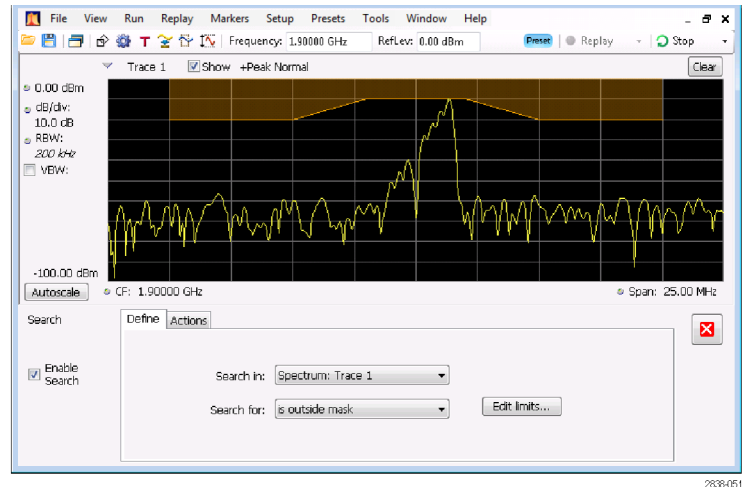 File View Run Replay Markers Setup Presets Tools Window Help
T Frequency: 1.90000 GHz RefLev: 0.00 dBm Preset Replay Stop
Trace 1 Show +Peak Normal Clear
0.00 dBm
dB/div:
10.0 dB
RBW:
200 kHz
VBW:
-100.00 dBm
Autoscale CF: 1.90000 GHz Span: 25.00 MHz
Search Define Actions
Enable
Search
Search in: Spectrum: Trace 1
Search for: is outside mask Edit limits...
2838-051